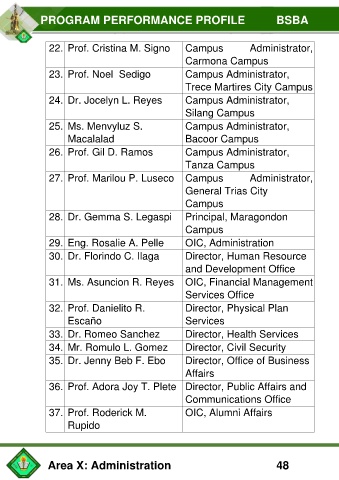 PROGRAM PERFORMANCE PROFILE BSBA
22. Prof. Cristina M. Signo Campus Administrator,
Carmona Campus
23. Prof. Noel Sedigo Campus Administrator,
Trece Martires City Campus
24. Dr. Jocelyn L. Reyes Campus Administrator,
Silang Campus
25. Ms. Menvyluz S. Campus Administrator,
Macalalad Bacoor Campus
26. Prof. Gil D. Ramos Campus Administrator,
Tanza Campus
27. Prof. Marilou P. Luseco Campus Administrator,
General Trias City
Campus
28. Dr. Gemma S. Legaspi Principal, Maragondon
Campus
29. Eng. Rosalie A. Pelle OIC, Administration
30. Dr. Florindo C. Ilaga Director, Human Resource
and Development Office
31. Ms. Asuncion R. Reyes OIC, Financial Management
Services Office
32. Prof. Danielito R. Director, Physical Plan
Escaño Services
33. Dr. Romeo Sanchez Director, Health Services
34. Mr. Romulo L. Gomez Director, Civil Security
35. Dr. Jenny Beb F. Ebo Director, Office of Business
Affairs
36. Prof. Adora Joy T. Plete Director, Public Affairs and
Communications Office
37. Prof. Roderick M. OIC, Alumni Affairs
Rupido
Area X: Administration 48